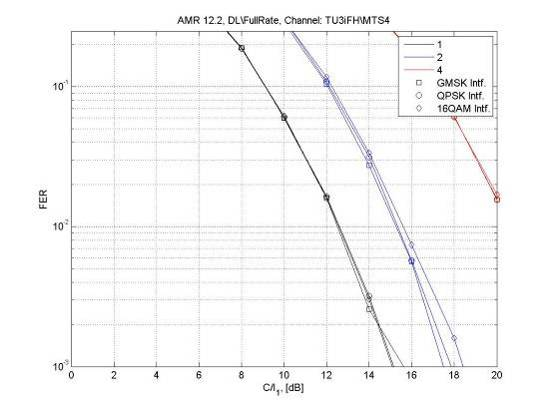 AMR 12.2, DL\FullRate, Channel: TU3iFH\MTS4
1
2
4
GMSK Intf.
QPSK Intf.
16QAM Intf.
FER
10-1
10-2
10-3
0 2 4 6 8 10 12 14 16 18 20
C/I1, [dB]